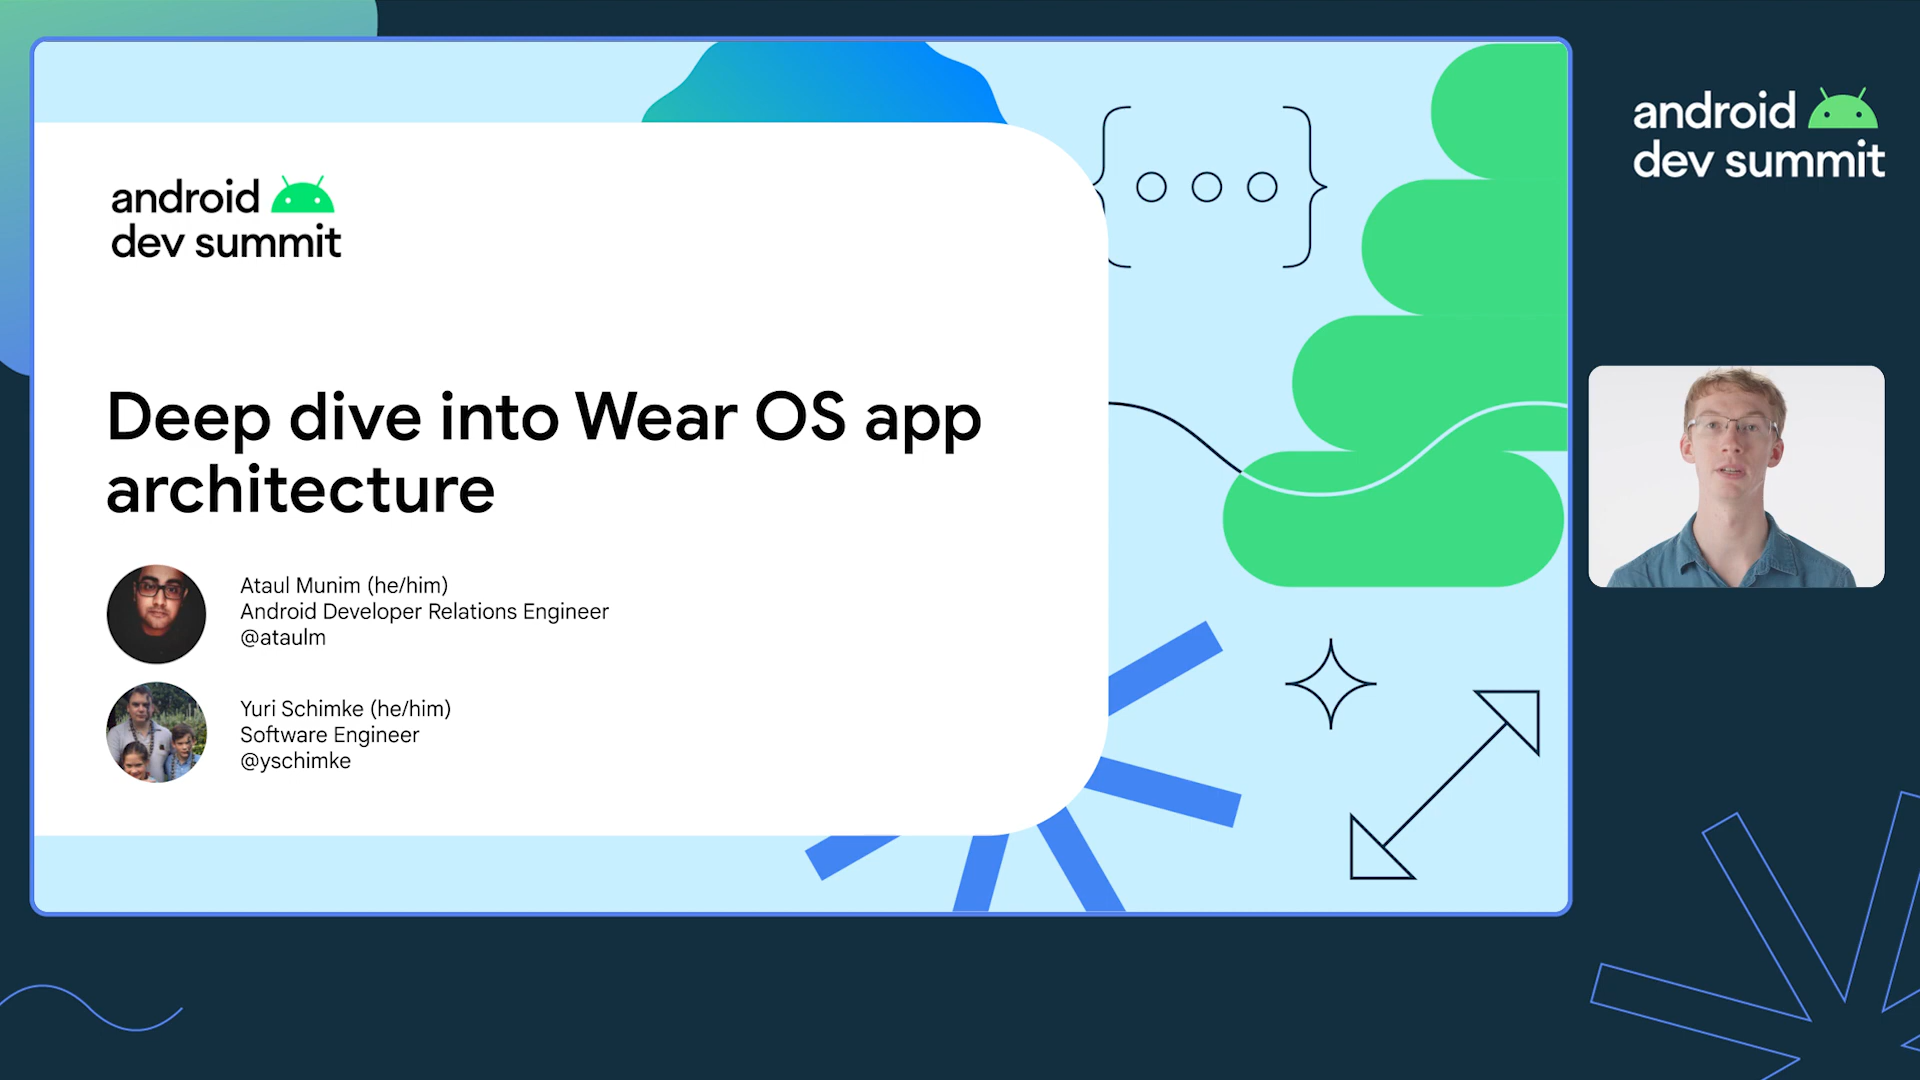 android
dev summit
Deep dive into Wear OS app
architecture
Ataul Munim (he/him)
Android Developer Relations Engineer
@ataulm
Yuri Schimke (he/him)
Software Engineer
@yschimke
android
dev summit